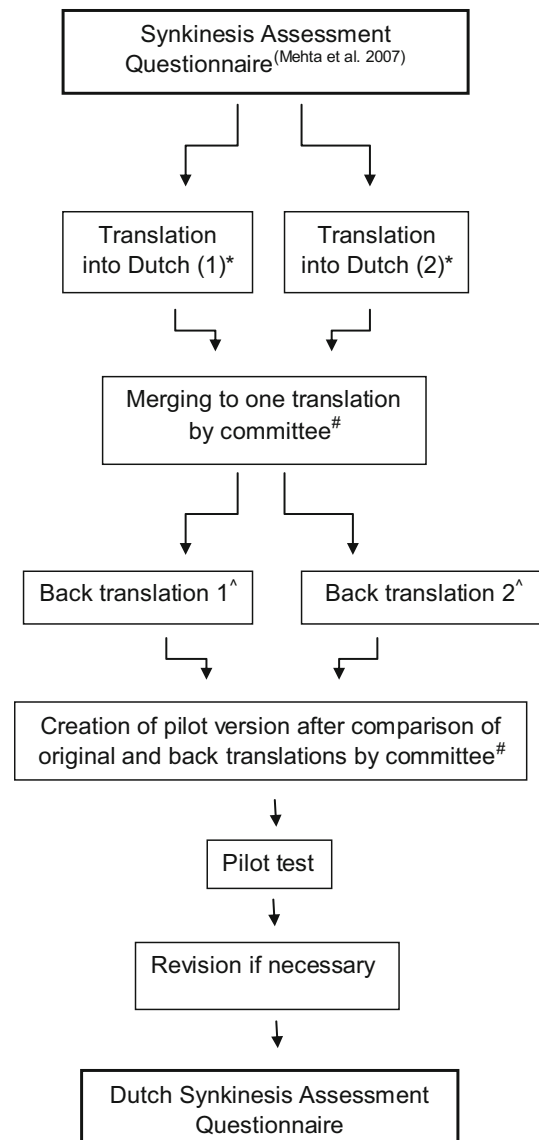 Synkinesis Assessment
Questionnaire(Mehta et al. 2007)
Translation
into Dutch (1)*
Translation
into Dutch (2)*
Merging to one translation
by committee#
Back translation 1^
Back translation 2^
Creation of pilot version after comparison of
original and back translations by committee#
Pilot test
Revision if necessary
Dutch Synkinesis Assessment
Questionnaire